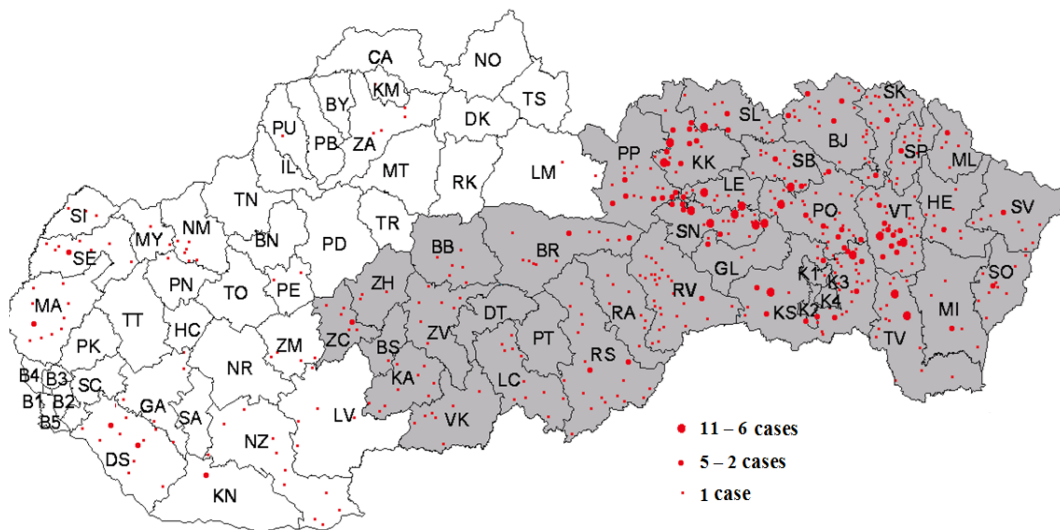 CA
NO
KM
BY
TS
PU
PB
ZA
DK
IL
MT
RK
LM
TN
TR
SI
MY
NM
BN
PD
SE
PN
TO
PE
MA
TT
HC
PK
NR
ZM
B4
B3
SC
B1
B2
B5
GA
SA
LV
DS
NZ
KN
SK
SL
BJ
PP
KK
SB
SP
ML
LE
HE
SN
PO
VT
SV
BB
BR
GL
K1
K3
SO
ZH
RV
K4
MI
DT
RA
KS
K2
ZC
ZV
PT
TV
BS
RS
KA
LC
VK
11 – 6 cases
5 – 2 cases
1 case